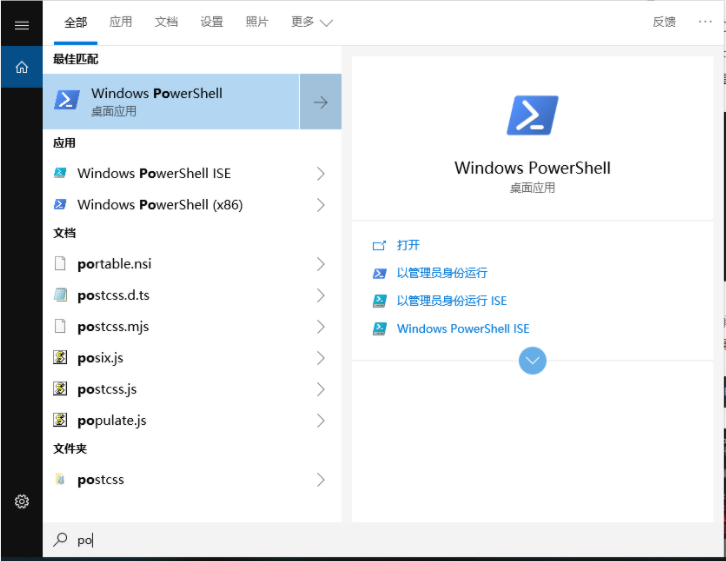 全部 应用 文档 设置 照片 更多 反馈 ···
最佳匹配
Windows PowerShell
桌面应用
应用
Windows PowerShell ISE
Windows PowerShell (x86)
文档
portable.nsi
postcss.d.ts
postcss.mjs
posix.js
postcss.js
populate.js
文件夹
postcss
Windows PowerShell
桌面应用
打开
以管理员身份运行
以管理员身份运行 ISE
Windows PowerShell ISE
po